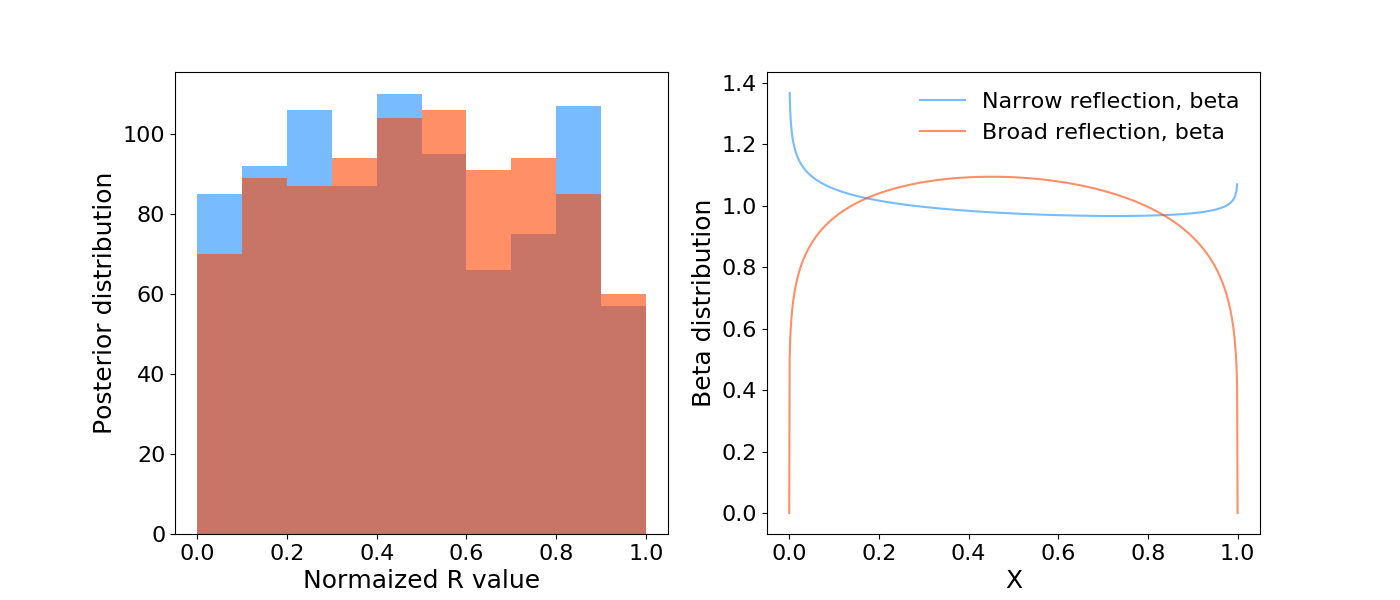 Posterior distribution
100
80
60
40
20
0
0.0 0.2 0.4 0.6 0.8 1.0
Normaized R value
Beta distribution
1.4
1.2
1.0
0.8
0.6
0.4
0.2
0.0
Narrow reflection, beta
Broad reflection, beta
0.0 0.2 0.4 0.6 0.8 1.0
X